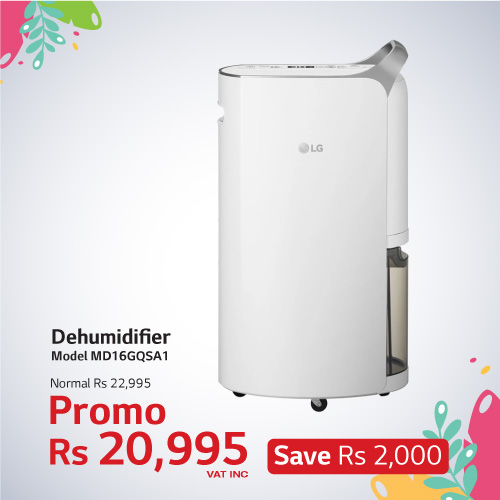 LG
Dehumidifier
Model MD16GQSA1
Normal Rs 22,995
Promo
Rs 20,995
VAT INC
Save Rs 2,000